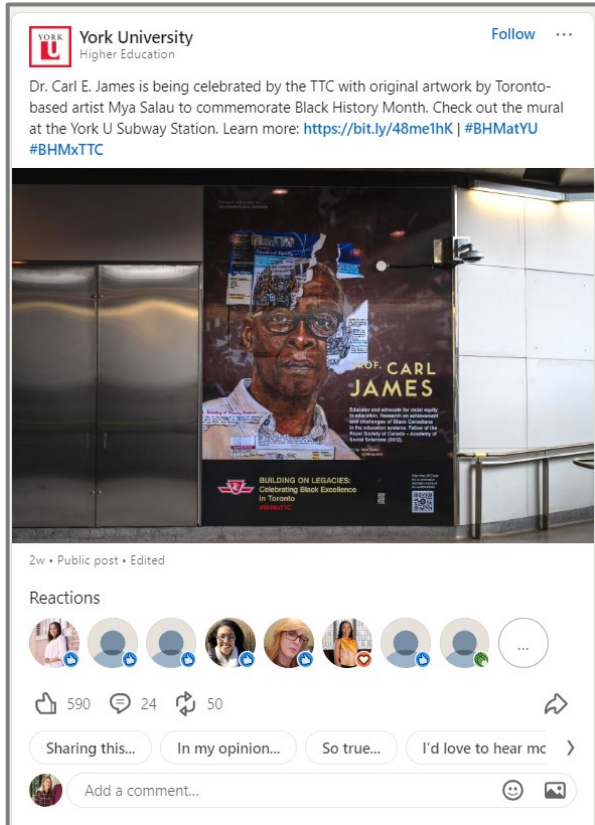 YORK
U
York University
Higher Education
Follow ...
Dr. Carl E. James is being celebrated by the TTC with original artwork by Toronto-
based artist Mya Salau to commemorate Black History Month. Check out the mural
at the York U Subway Station. Learn more: https://bit.ly/48me1hK | #BHMatYU
#BHMxTTC
PROF. CARL
JAMES
Educator and advocate for racial equity
in education. Research on achievement
and challenges of Black Canadians
in the education systems. Fellow of the
Royal Society of Canada – Academy of
Social Sciences (2012).
BUILDING ON LEGACIES:
Celebrating Black Excellence
in Toronto
#BHMxTTC
2w • Public post • Edited
Reactions
...
590 24 50
Sharing this... In my opinion... So true... I'd love to hear mo
Add a comment...